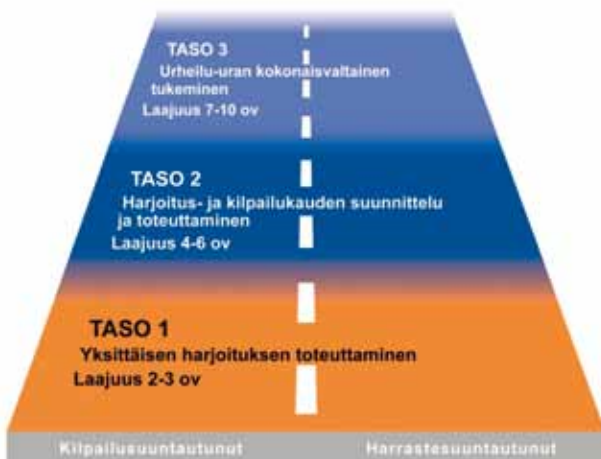 TASO 3
Urheilu-uran kokonaisvaltainen
tukeminen
Laajuus 7-10 ov
TASO 2
Harjoitus- ja kilpailukauden suunnittelu
ja toteuttaminen
Laajuus 4-6 ov
TASO 1
Yksittäisen harjoituksen toteuttaminen
Laajuus 2-3 ov
Kilpailusuuntautunut Harrastesuuntautunut